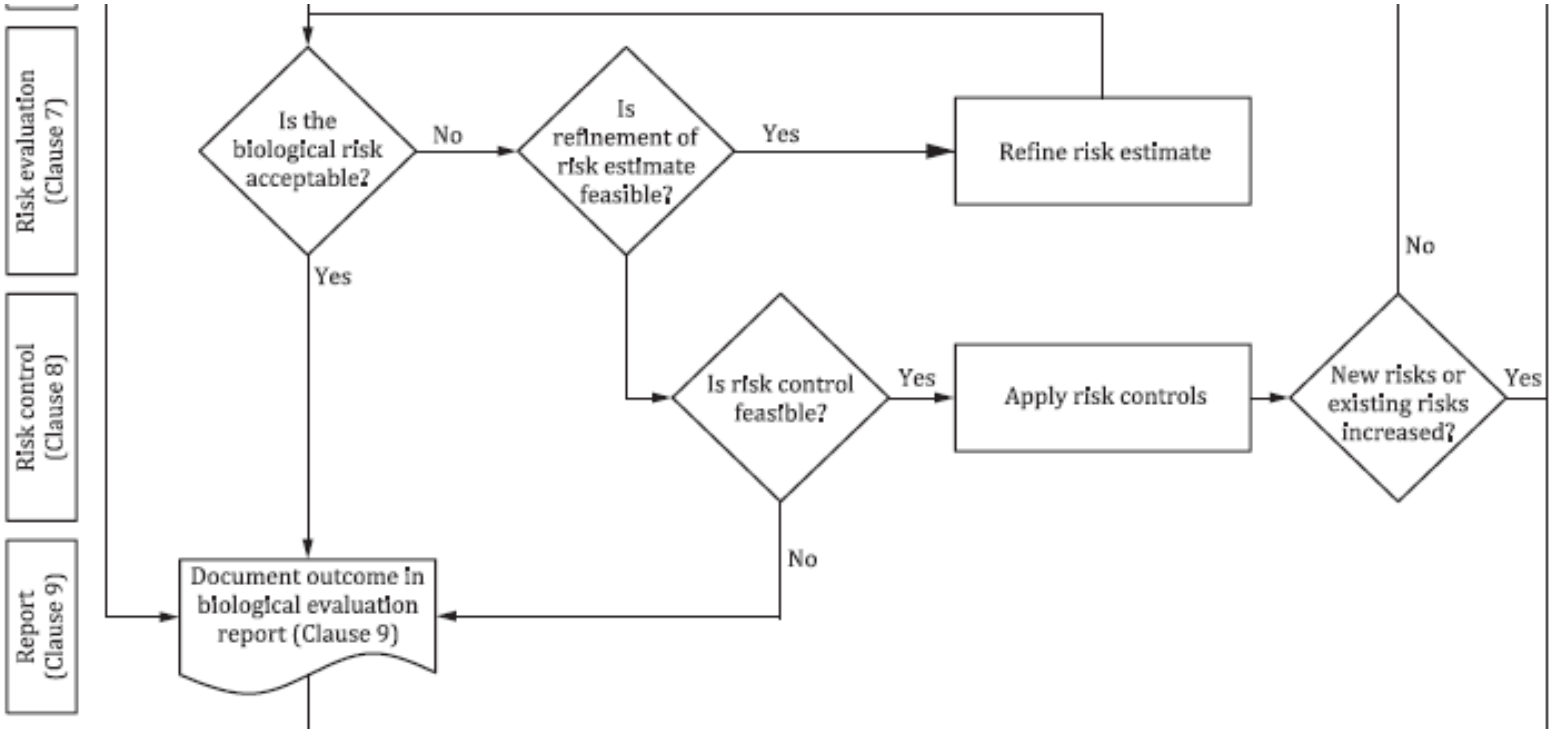 Risk evaluation
(Clause 7)
Is the
biological risk
acceptable?
No
Is
refinement of
risk estimate
feasible?
Yes
Refine risk estimate
Yes
No
Risk control
(Clause 8)
Is risk control
feasible?
Yes
Apply risk controls
New risks or
existing risks
increased?
Yes
No
Report
(Clause 9)
Document outcome in
biological evaluation
report (Clause 9)